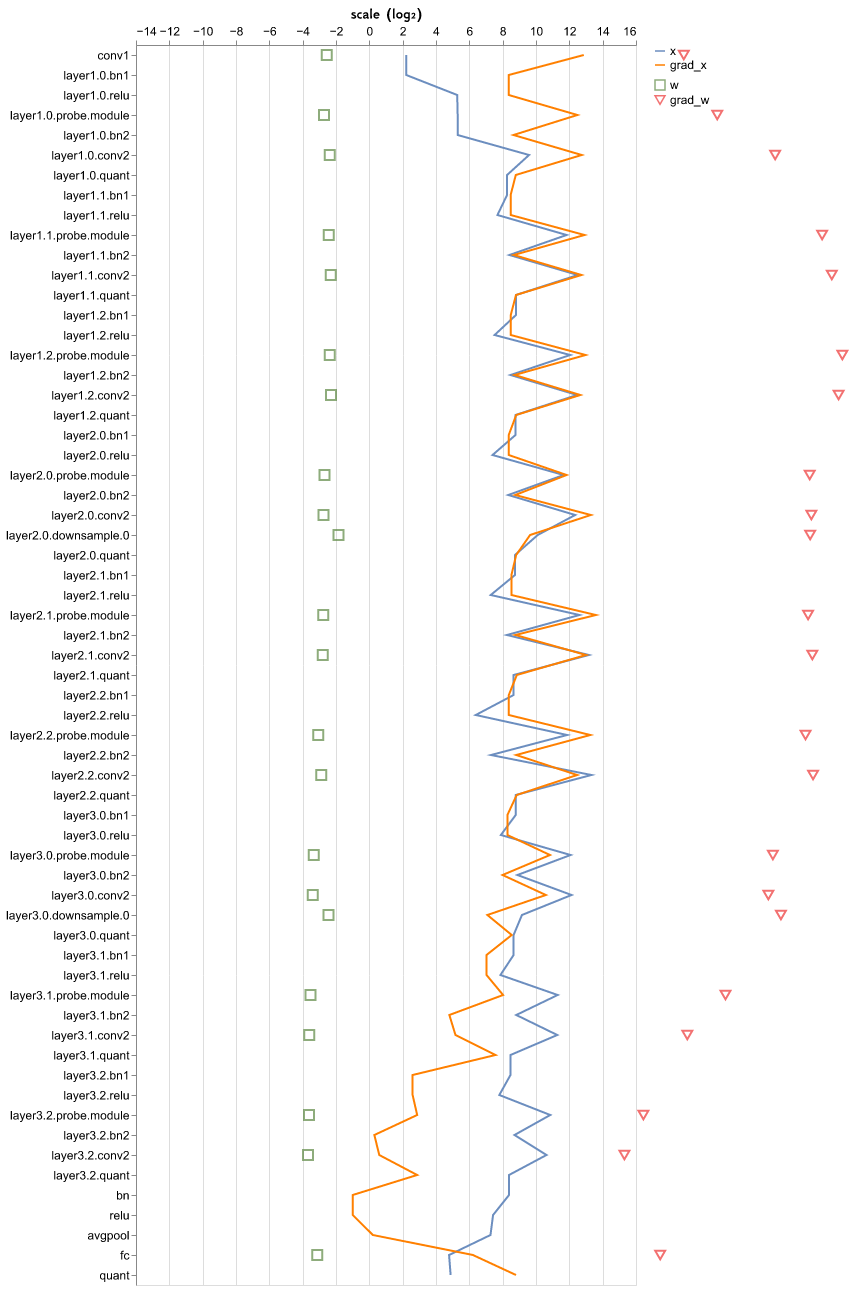 scale (log₂)
−14 −12 −10 −8 −6 −4 −2 0 2 4 6 8 10 12 14 16
x
grad_x
w
grad_w
conv1
layer1.0.bn1
layer1.0.relu
layer1.0.probe.module
layer1.0.bn2
layer1.0.conv2
layer1.0.quant
layer1.1.bn1
layer1.1.relu
layer1.1.probe.module
layer1.1.bn2
layer1.1.conv2
layer1.1.quant
layer1.2.bn1
layer1.2.relu
layer1.2.probe.module
layer1.2.bn2
layer1.2.conv2
layer1.2.quant
layer2.0.bn1
layer2.0.relu
layer2.0.probe.module
layer2.0.bn2
layer2.0.conv2
layer2.0.downsample.0
layer2.0.quant
layer2.1.bn1
layer2.1.relu
layer2.1.probe.module
layer2.1.bn2
layer2.1.conv2
layer2.1.quant
layer2.2.bn1
layer2.2.relu
layer2.2.probe.module
layer2.2.bn2
layer2.2.conv2
layer2.2.quant
layer3.0.bn1
layer3.0.relu
layer3.0.probe.module
layer3.0.bn2
layer3.0.conv2
layer3.0.downsample.0
layer3.0.quant
layer3.1.bn1
layer3.1.relu
layer3.1.probe.module
layer3.1.bn2
layer3.1.conv2
layer3.1.quant
layer3.2.bn1
layer3.2.relu
layer3.2.probe.module
layer3.2.bn2
layer3.2.conv2
layer3.2.quant
bn
relu
avgpool
fc
quant